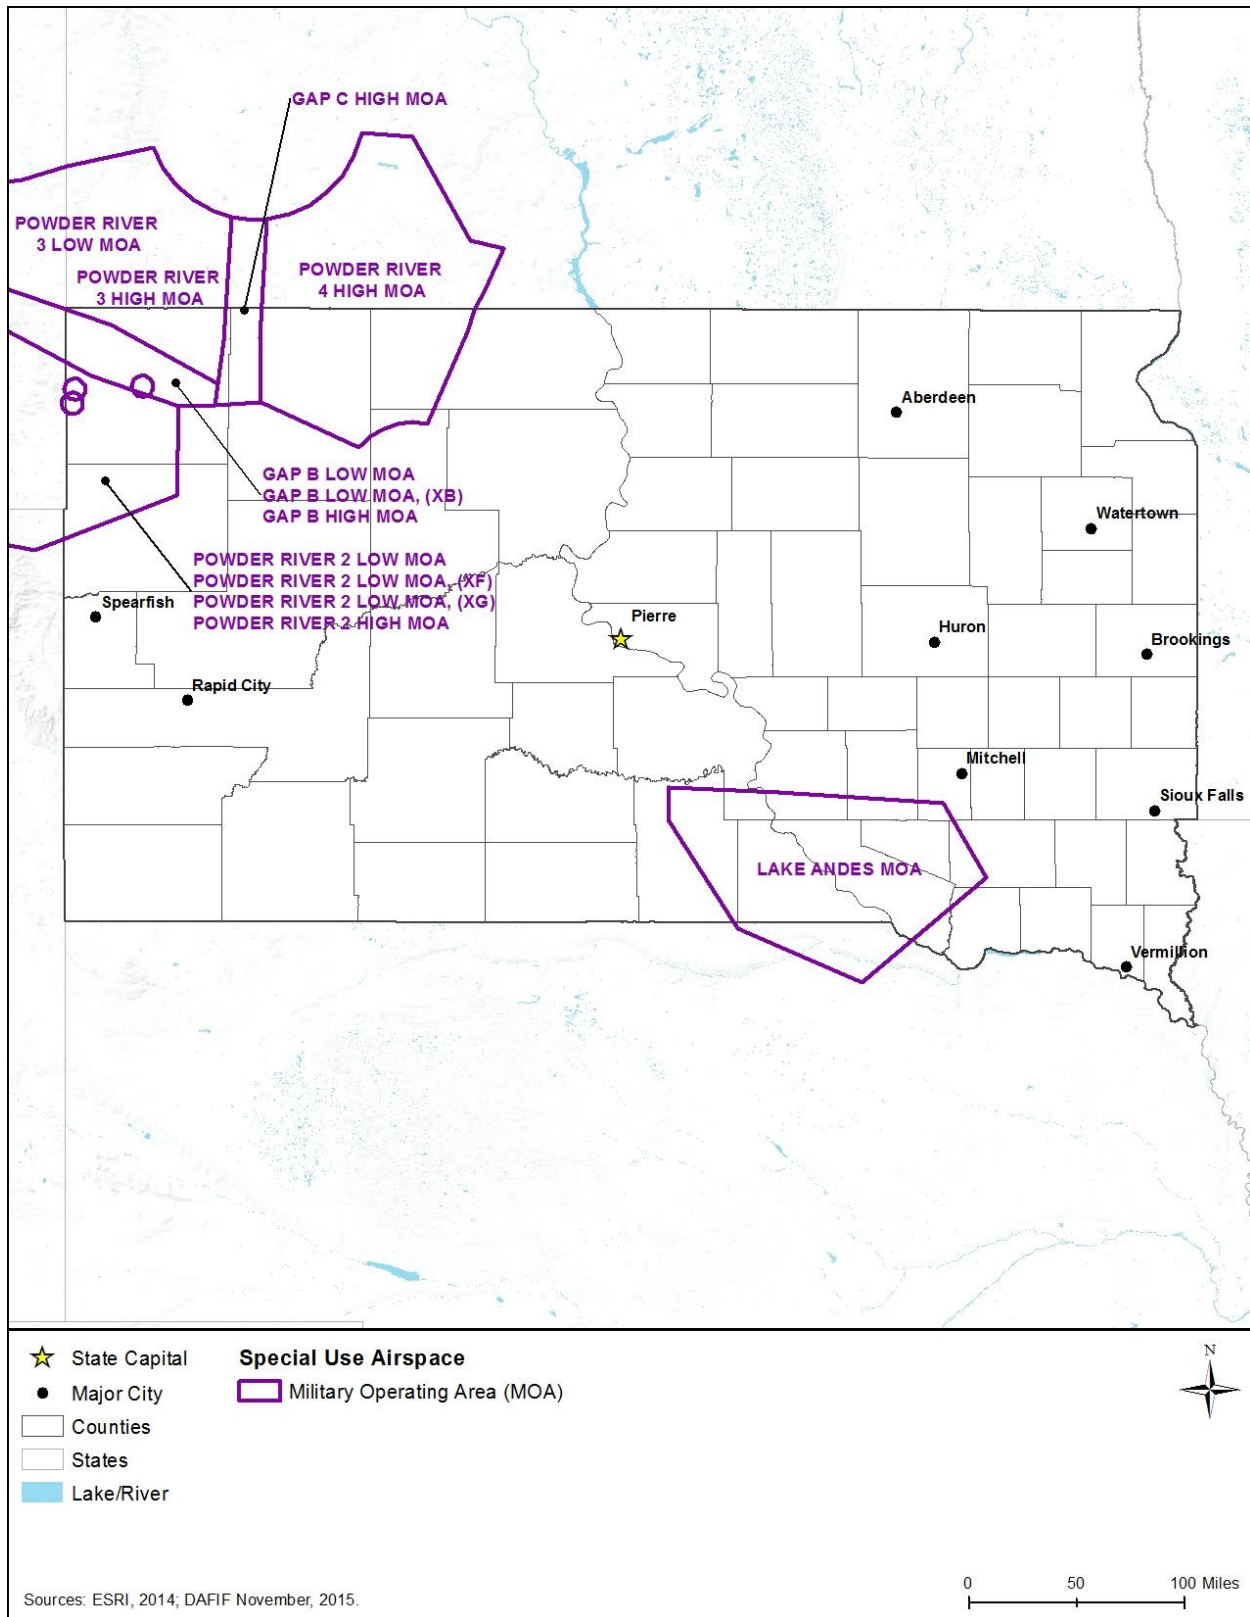 GAP C HIGH MOA
POWDER RIVER
3 LOW MOA
POWDER RIVER
3 HIGH MOA
POWDER RIVER
4 HIGH MOA
Aberdeen
GAP B LOW MOA
GAP B LOW MOA, (XB)
GAP B HIGH MOA
Watertown
POWDER RIVER 2 LOW MOA
POWDER RIVER 2 LOW MOA, (XF)
POWDER RIVER 2 LOW MOA, (XG)
POWDER RIVER 2 HIGH MOA
Spearfish
Pierre
Huron
Brookings
Rapid City
Mitchell
Sioux Falls
LAKE ANDES MOA
Vermillion
State Capital
Major City
Counties
States
Lake/River
Special Use Airspace
Military Operating Area (MOA)
N
Sources: ESRI, 2014; DAFIF November, 2015.
0 50 100 Miles